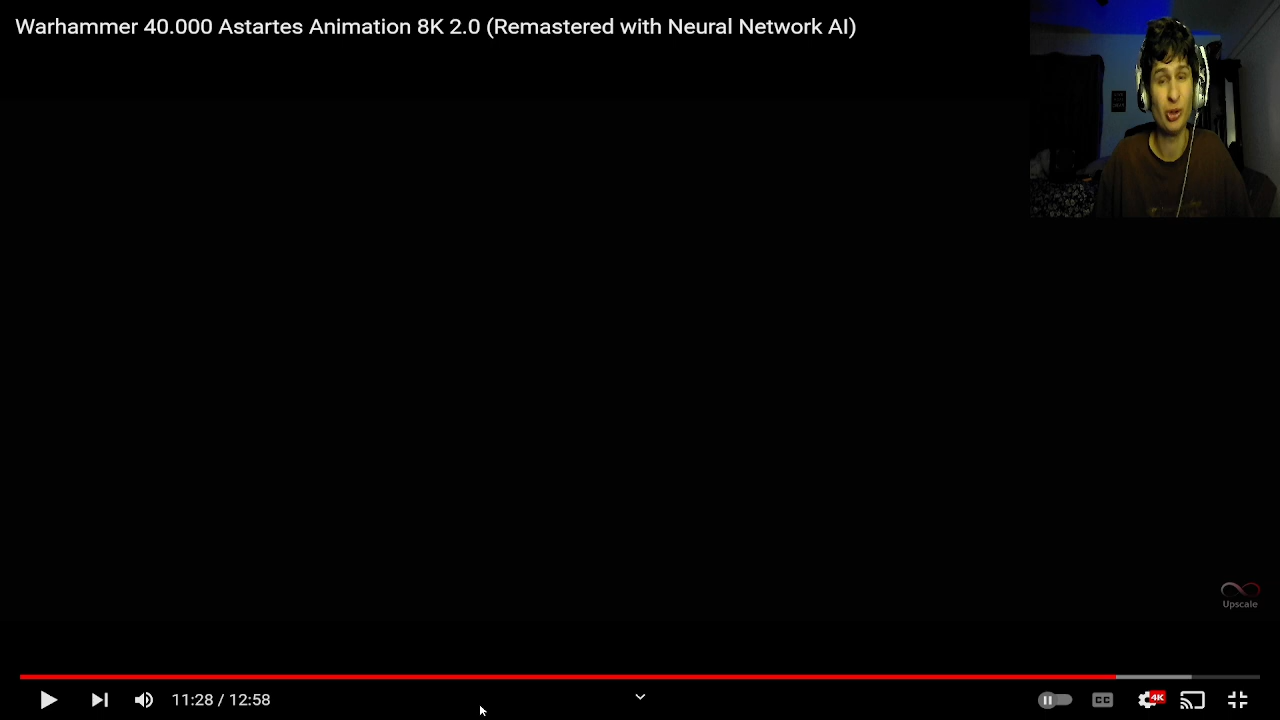 Warhammer 40.000 Astartes Animation 8K 2.0 (Remastered with Neural Network AI)
Upscale
11:28 / 12:58
CC
4K